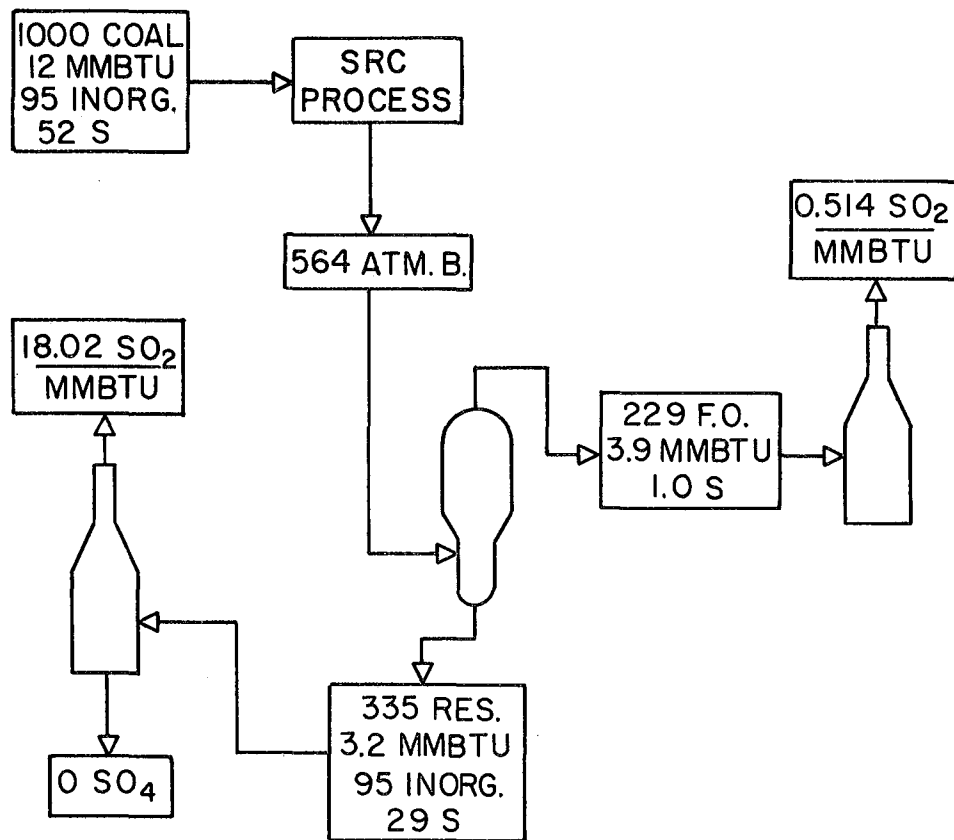 1000 COAL
12 MMBTU
95 INORG.
52 S
SRC
PROCESS
564 ATM. B.
0.514 SO₂
MMBTU
18.02 SO₂
MMBTU
229 F.O.
3.9 MMBTU
1.0 S
335 RES.
3.2 MMBTU
95 INORG.
29 S
0 SO₄